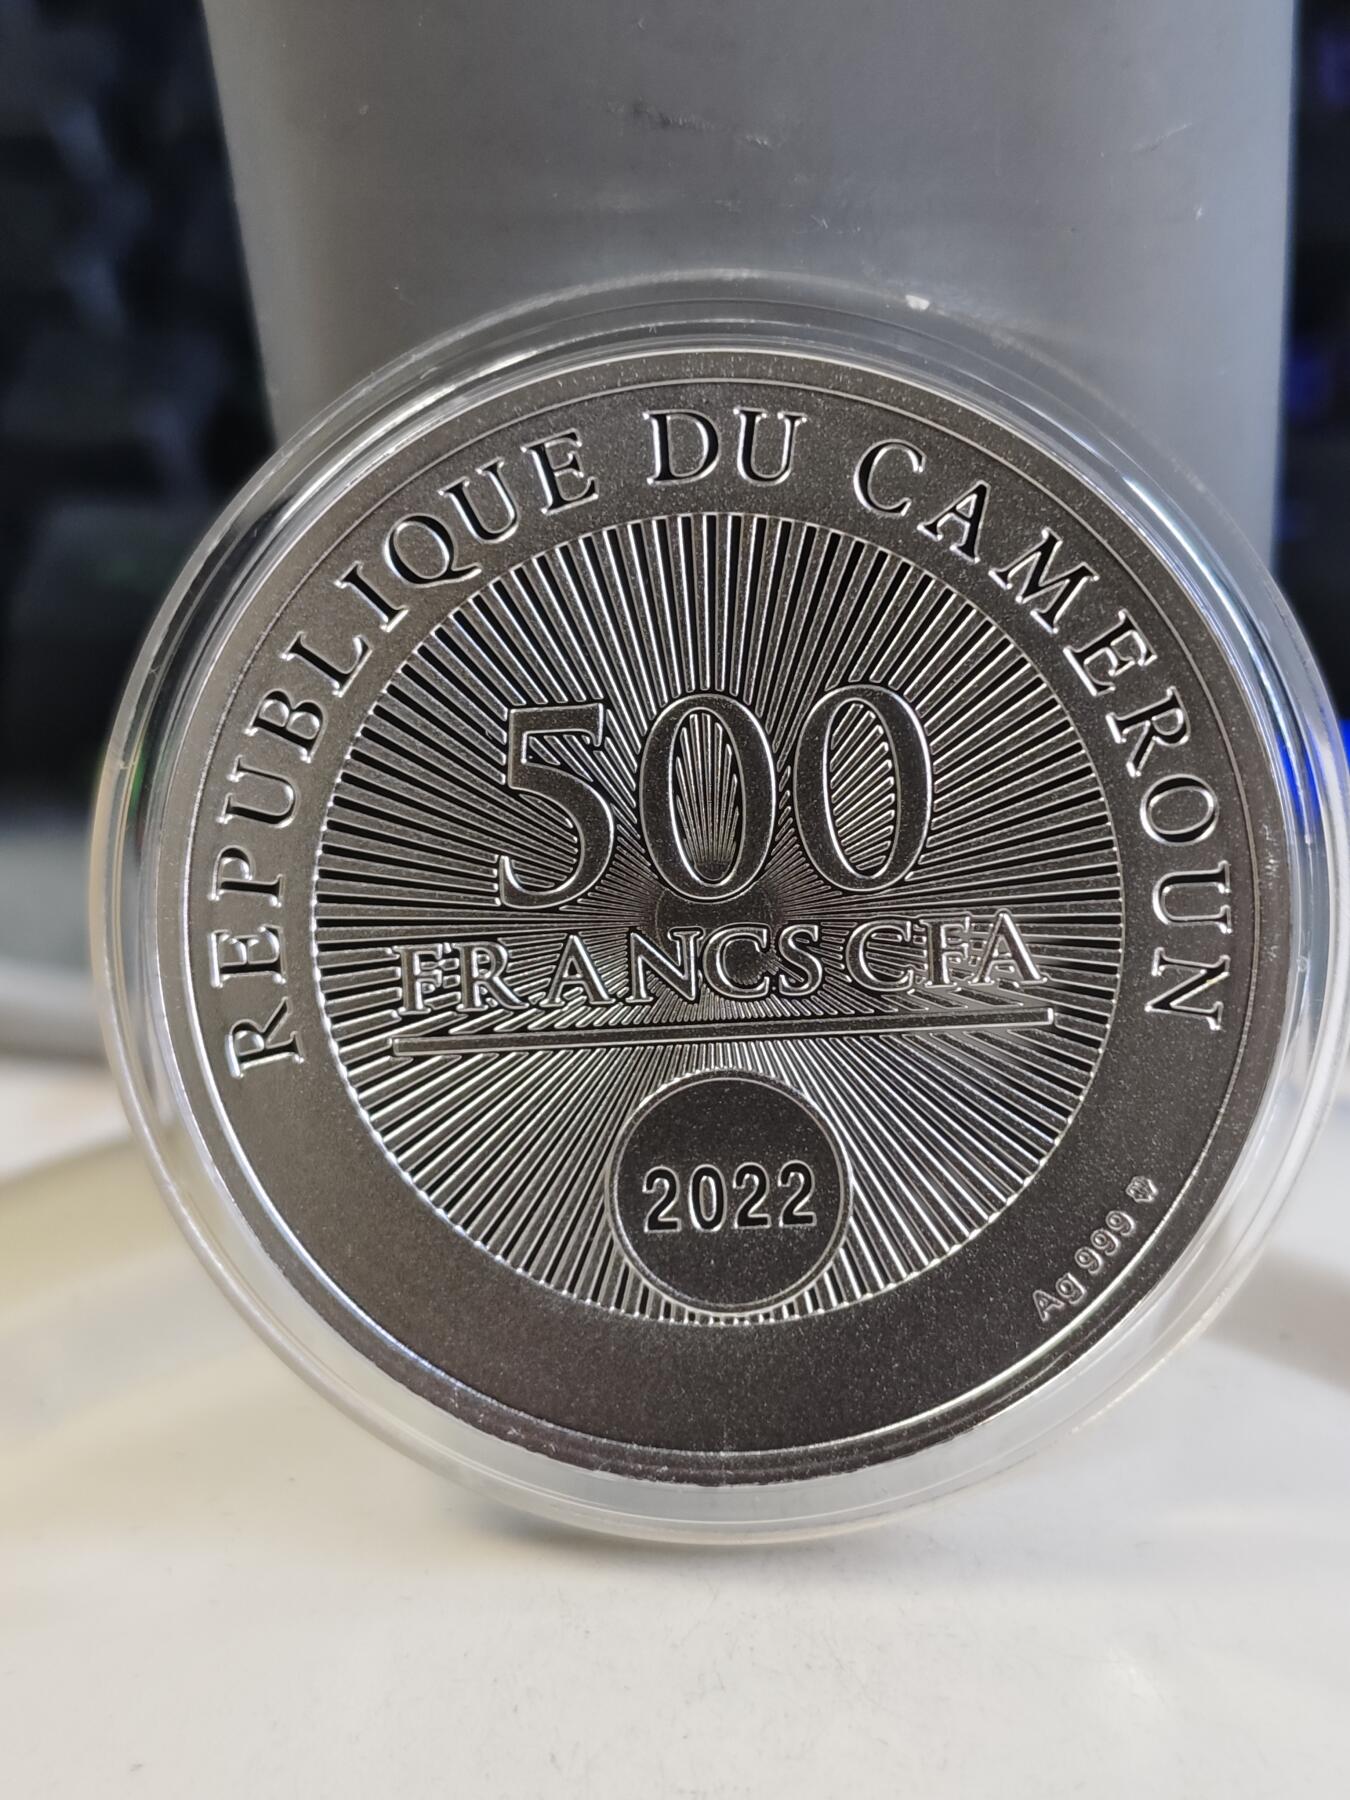 REPUBLIQUE DU CAMEROUN
500
FRANCS CFA
2022
Ag 999